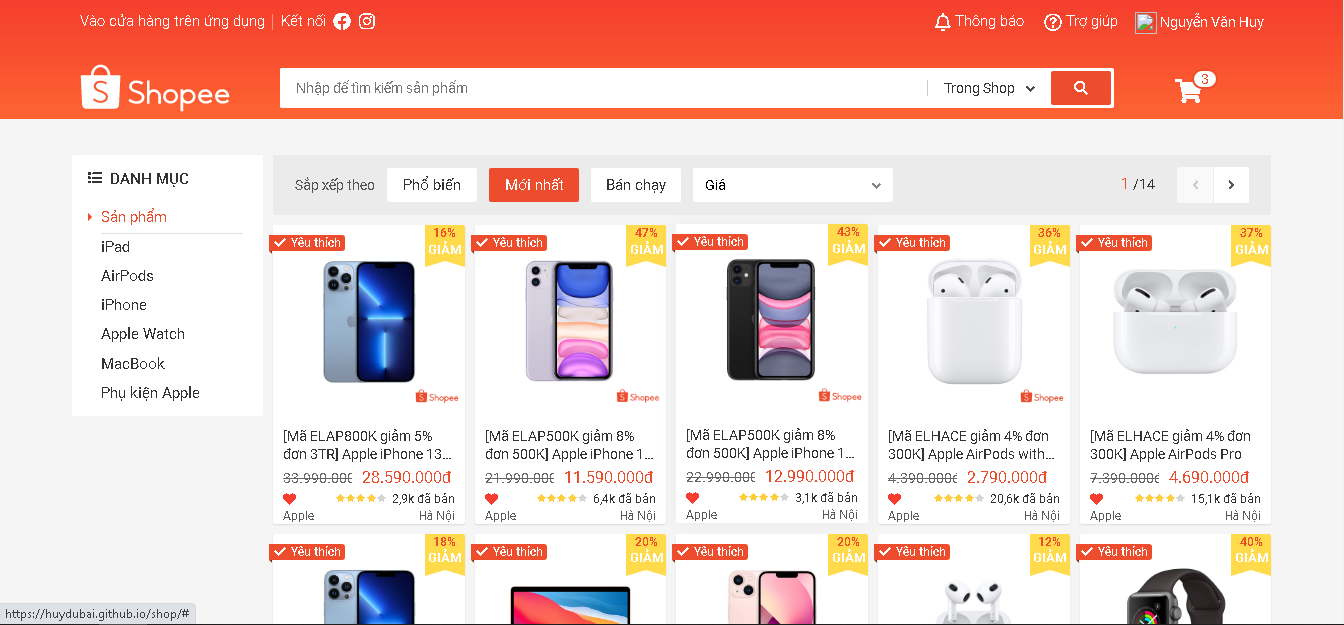 Vào cửa hàng trên ứng dụng | Kết nối
Thông báo
Trợ giúp
Nguyễn Văn Huy
Shopee
Nhập để tìm kiếm sản phẩm
Trong Shop
3
DANH MỤC
Sản phẩm
iPad
AirPods
iPhone
Apple Watch
MacBook
Phụ kiện Apple
Sắp xếp theo
Phổ biến
Mới nhất
Bán chạy
Giá
1 /14
Yêu thích
16%
GIẢM
Shopee
[Mã ELAP800K giảm 5%
đơn 3TR] Apple iPhone 13...
33.990.000đ 28.590.000đ
2,9k đã bán
Apple Hà Nội
Yêu thích
47%
GIẢM
Shopee
[Mã ELAP500K giảm 8%
đơn 500K] Apple iPhone 1...
21.990.000đ 11.590.000đ
6,4k đã bán
Apple Hà Nội
Yêu thích
43%
GIẢM
Shopee
[Mã ELAP500K giảm 8%
đơn 500K] Apple iPhone 1...
22.990.000đ 12.990.000đ
3,1k đã bán
Apple Hà Nội
Yêu thích
36%
GIẢM
Shopee
[Mã ELHACE giảm 4% đơn
300K] Apple AirPods with...
4.390.000đ 2.790.000đ
20,6k đã bán
Apple Hà Nội
Yêu thích
37%
GIẢM
[Mã ELHACE giảm 4% đơn
300K] Apple AirPods Pro
7.390.000đ 4.690.000đ
15,1k đã bán
Apple Hà Nội
Yêu thích
18%
GIẢM
Yêu thích
20%
GIẢM
Yêu thích
20%
GIẢM
Yêu thích
12%
GIẢM
Yêu thích
40%
GIẢM
https://huydubai.github.io/shop/#